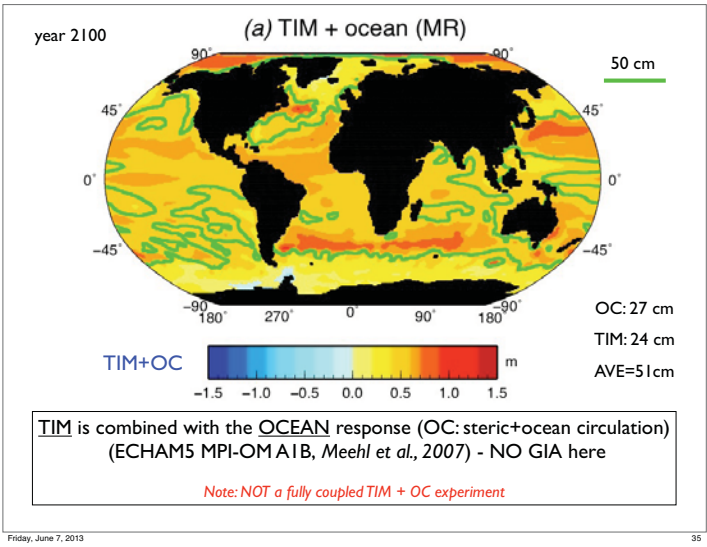 year 2100
(a) TIM + ocean (MR)
50 cm
90˚ 90˚
45˚ 45˚
0˚ 0˚
−45˚ −45˚
−90˚ −90˚
180˚ 270˚ 0˚ 90˚ 180˚
OC: 27 cm
TIM: 24 cm
AVE=51cm
TIM+OC
m
−1.5 −1.0 −0.5 0.0 0.5 1.0 1.5
TIM is combined with the OCEAN response (OC: steric+ocean circulation)
(ECHAM5 MPI-OM A1B, Meehl et al., 2007) - NO GIA here
Note: NOT a fully coupled TIM + OC experiment
Friday, June 7, 2013
35